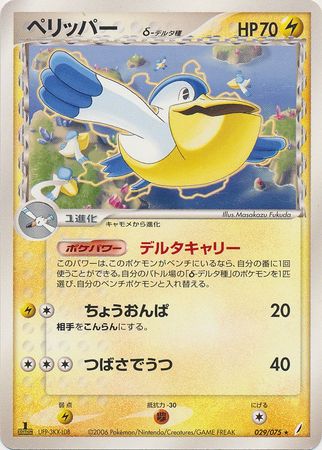 ペリッパー δ-デルタ種 HP70
1進化 キャモメから進化
Illus.Masakazu Fukuda
ポケパワー デルタキャリー
このパワーは、このポケモンがベンチにいるなら、自分の番に1回
使うことができる。自分のバトル場の「δ-デルタ種」のポケモンを1匹
選び、自分のベンチポケモンと入れ替える。
ちょうおんぱ 20
相手をこんらんにする。
つばさでうつ 40
弱点 抵抗力 -30 にげる
1 EDITION UFP-3KX-L0B ©2006 Pokémon/Nintendo/Creatures/GAME FREAK 029/075 ★